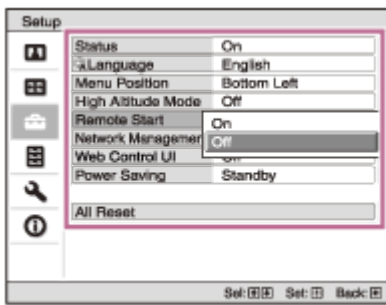 Setup
Status On
Language English
Menu Position Bottom Left
High Altitude Mode Off
Remote Start On
Network Managemen Off
Web Control UI Off
Power Saving Standby
All Reset
Sel: Set: Back: